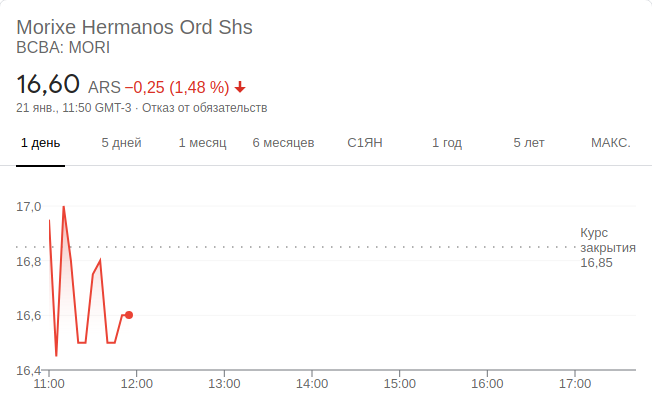 Morixe Hermanos Ord Shs
BCBA: MORI
16,60 ARS −0,25 (1,48 %)
21 янв., 11:50 GMT-3 · Отказ от обязательств
1 день 5 дней 1 месяц 6 месяцев С1ЯН 1 год 5 лет МАКС.
17,0
Курс
закрытия
16,85
16,8
16,6
16,4
11:00 12:00 13:00 14:00 15:00 16:00 17:00